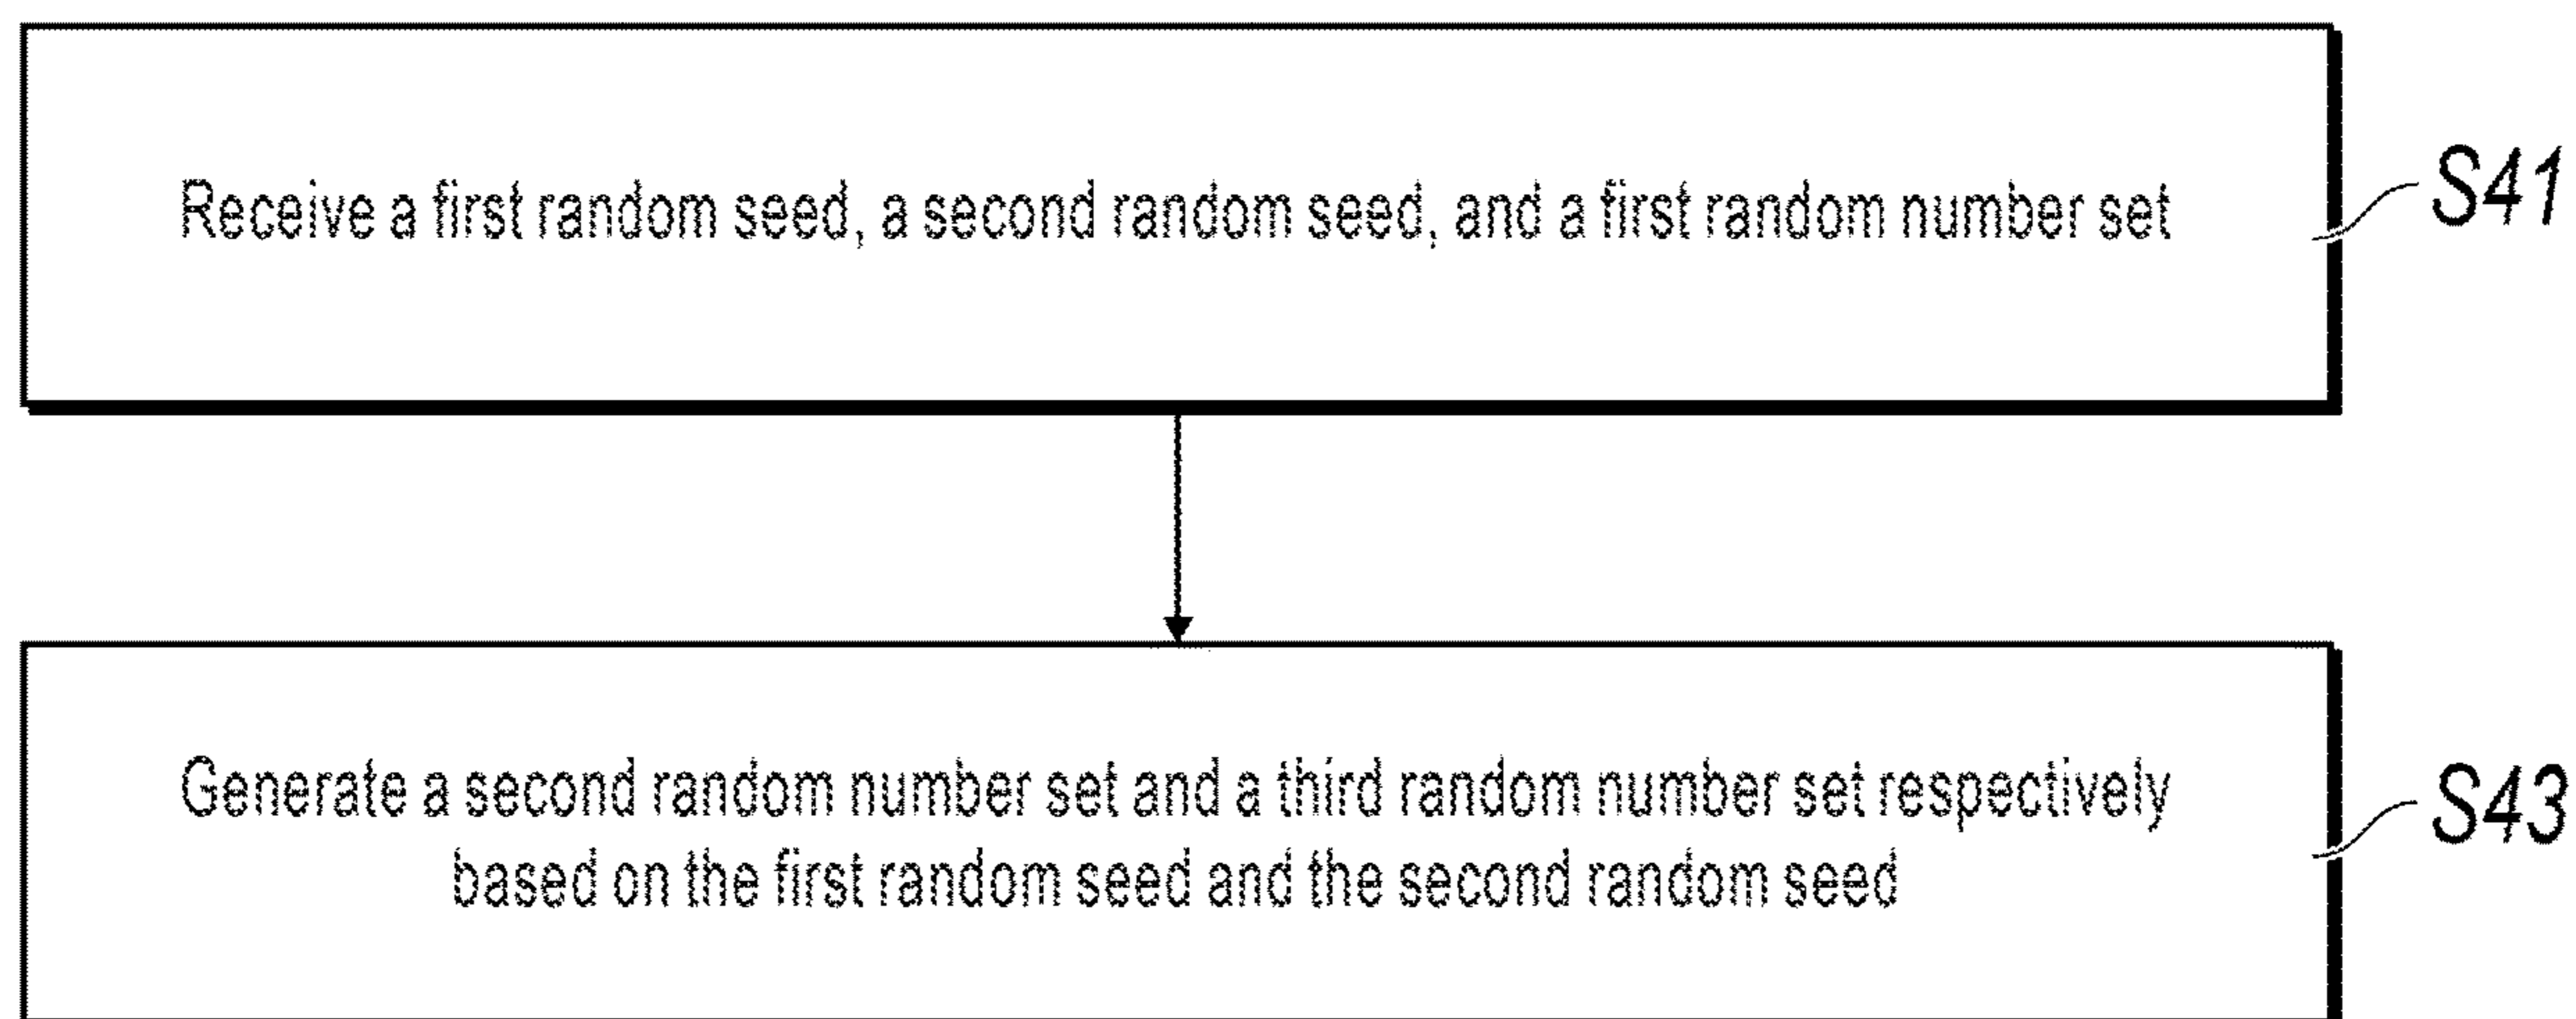 Receive a first random seed, a second random seed, and a first random number set
S41
Generate a second random number set and a third random number set respectively
based on the first random seed and the second random seed
S43